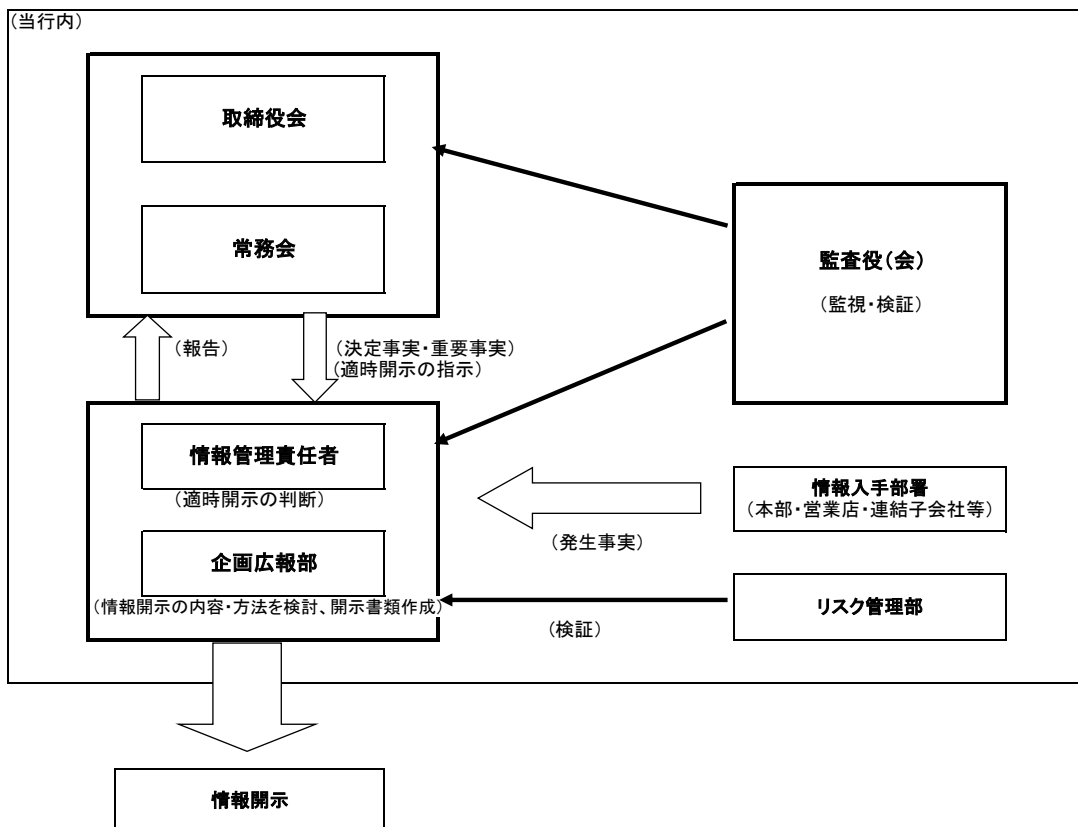 （当行内）
取締役会
常務会
監査役（会）
（監視・検証）
（報告）
（決定事実・重要事実）
（適時開示の指示）
情報管理責任者
（適時開示の判断）
情報入手部署
（本部・営業店・連結子会社等）
（発生事実）
企画広報部
（情報開示の内容・方法を検討、開示書類作成）
リスク管理部
（検証）
情報開示